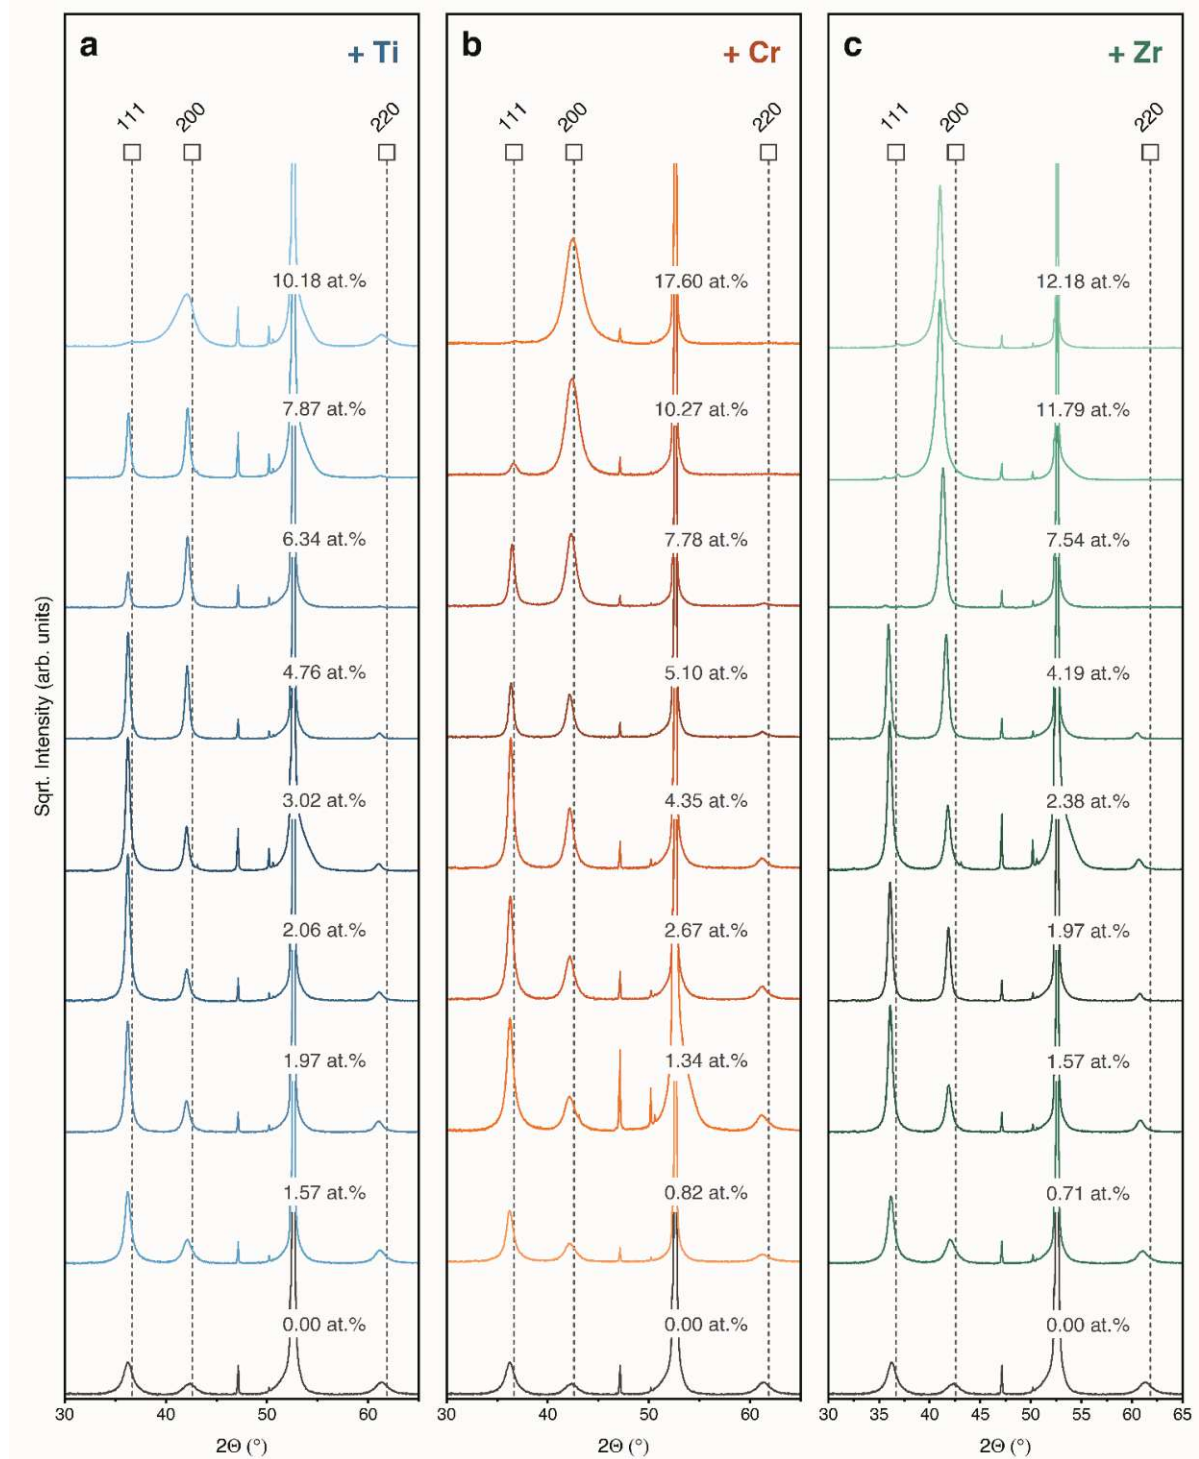 a
+ Ti
111
200
220
10.18 at.%
7.87 at.%
6.34 at.%
4.76 at.%
3.02 at.%
2.06 at.%
1.97 at.%
1.57 at.%
0.00 at.%
30 40 50 60
2Θ (°)
Sqrt. Intensity (arb. units)
b
+ Cr
111
200
220
17.60 at.%
10.27 at.%
7.78 at.%
5.10 at.%
4.35 at.%
2.67 at.%
1.34 at.%
0.82 at.%
0.00 at.%
30 40 50 60
2Θ (°)
c
+ Zr
111
200
220
12.18 at.%
11.79 at.%
7.54 at.%
4.19 at.%
2.38 at.%
1.97 at.%
1.57 at.%
0.71 at.%
0.00 at.%
30 35 40 45 50 55 60 65
2Θ (°)